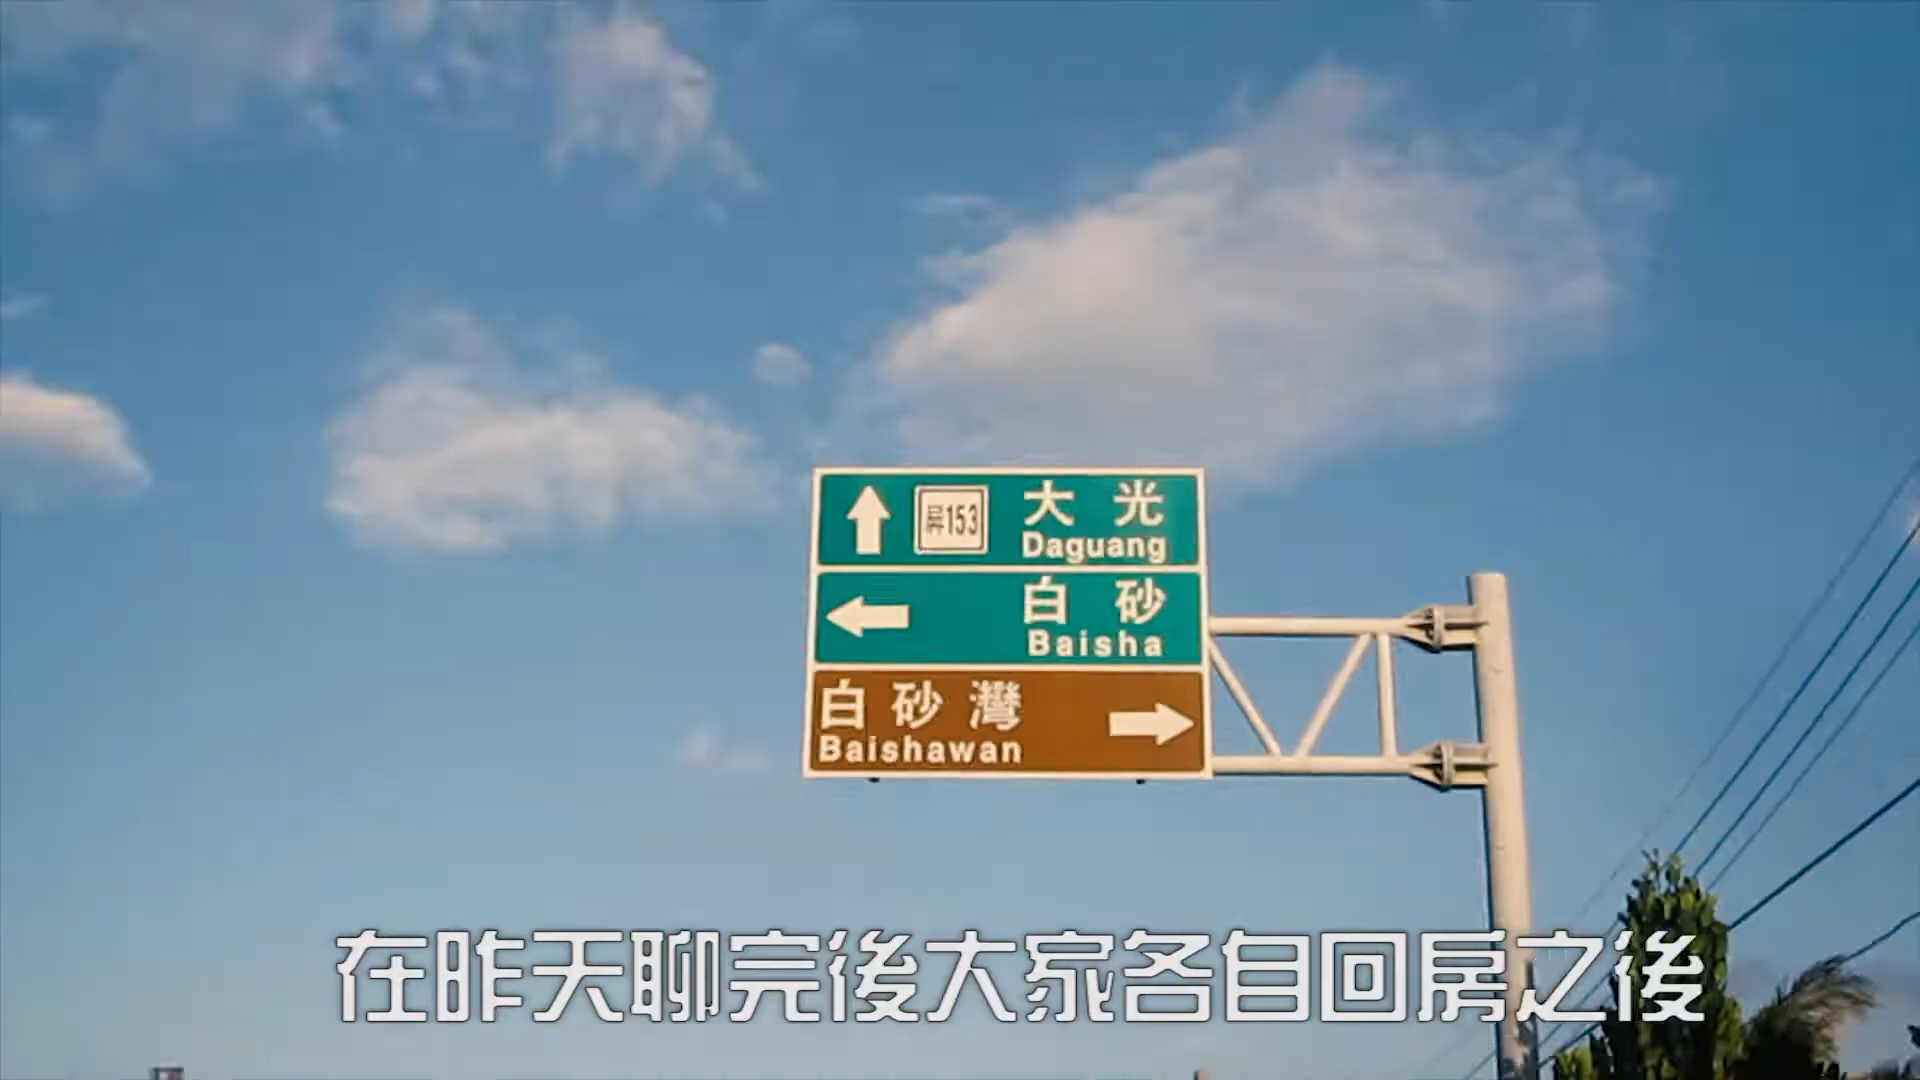 屏153
大光
Daguang
白砂
Baisha
白砂灣
Baishawan
在昨天聊完後大家各自回房之後